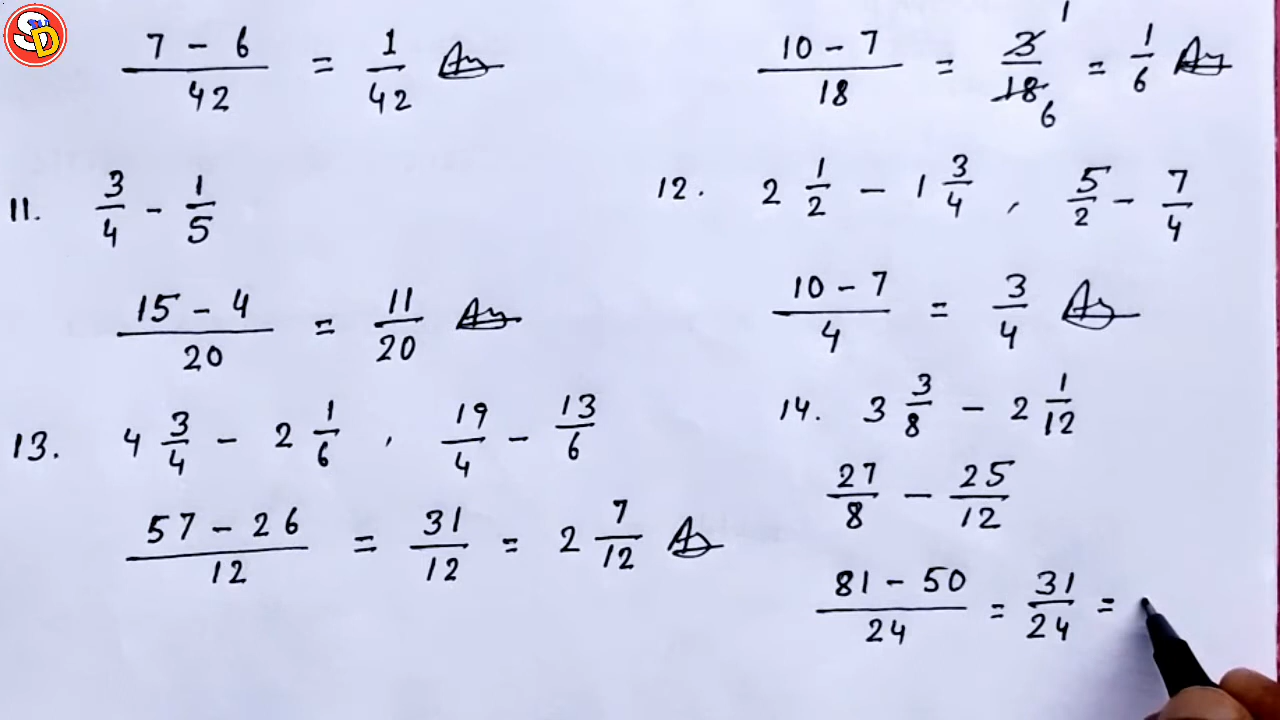 SD
7 - 6 / 42 = 1/42 Ans
10 - 7 / 18 = 3/18 1 6 = 1/6 Ans
11. 3/4 - 1/5
15 - 4 / 20 = 11/20 Ans
12. 2 1/2 - 1 3/4 , 5/2 - 7/4
10 - 7 / 4 = 3/4 Ans
13. 4 3/4 - 2 1/6 , 19/4 - 13/6
57 - 26 / 12 = 31/12 = 2 7/12 Ans
14. 3 3/8 - 2 1/12
27/8 - 25/12
81 - 50 / 24 = 31/24 =